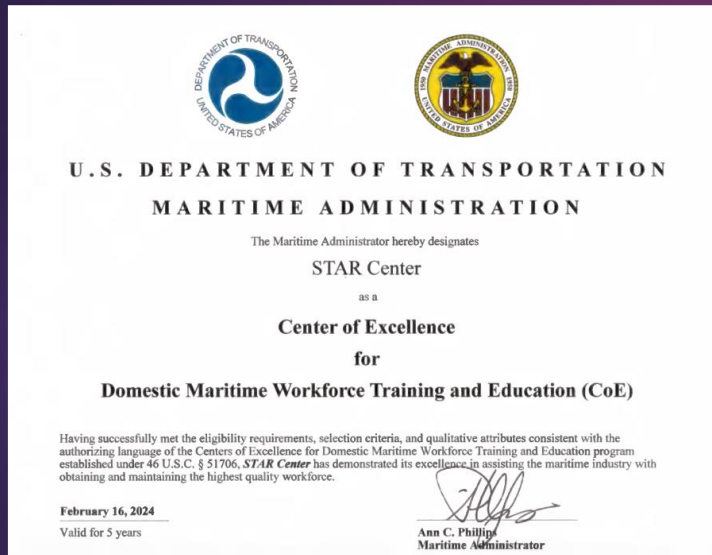 DEPARTMENT OF TRANSPORTATION
UNITED STATES OF AMERICA
MARITIME ADMINISTRATION
1950 1950
UNITED STATES OF AMERICA
U.S. DEPARTMENT OF TRANSPORTATION
MARITIME ADMINISTRATION
The Maritime Administrator hereby designates
STAR Center
as a
Center of Excellence
for
Domestic Maritime Workforce Training and Education (CoE)
Having successfully met the eligibility requirements, selection criteria, and qualitative attributes consistent with the
authorizing language of the Centers of Excellence for Domestic Maritime Workforce Training and Education program
established under 46 U.S.C. § 51706, STAR Center has demonstrated its excellence in assisting the maritime industry with
obtaining and maintaining the highest quality workforce.
February 16, 2024
Valid for 5 years
Ann C. Phillips
Maritime Administrator